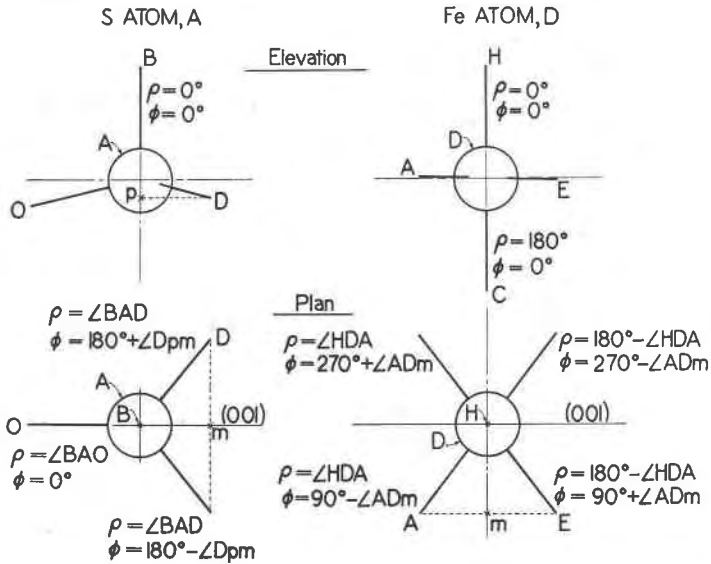 S ATOM, A
Fe ATOM, D
Elevation
B
ρ=0°
ϕ=0°
A
O
p
D
H
ρ=0°
ϕ=0°
D
A
E
ρ=180°
ϕ=0°
C
Plan
ρ=∠BAD
ϕ=180°+∠Dpm
D
A
B
(001)
O
m
ρ=∠BAO
ϕ=0°
ρ=∠BAD
ϕ=180°-∠Dpm
ρ=∠HDA
ϕ=270°+∠ADm
ρ=180°-∠HDA
ϕ=270°-∠ADm
H
(001)
D
ρ=∠HDA
ϕ=90°-∠ADm
ρ=180°-∠HDA
ϕ=90°+∠ADm
A
m
E